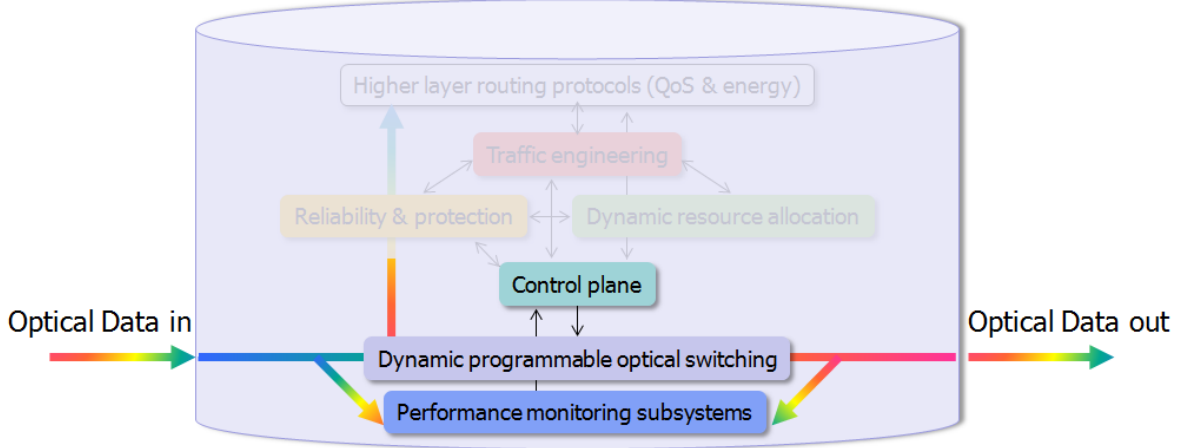 Higher layer routing protocols (QoS & energy)
Traffic engineering
Reliability & protection
Dynamic resource allocation
Control plane
Optical Data in
Optical Data out
Dynamic programmable optical switching
Performance monitoring subsystems